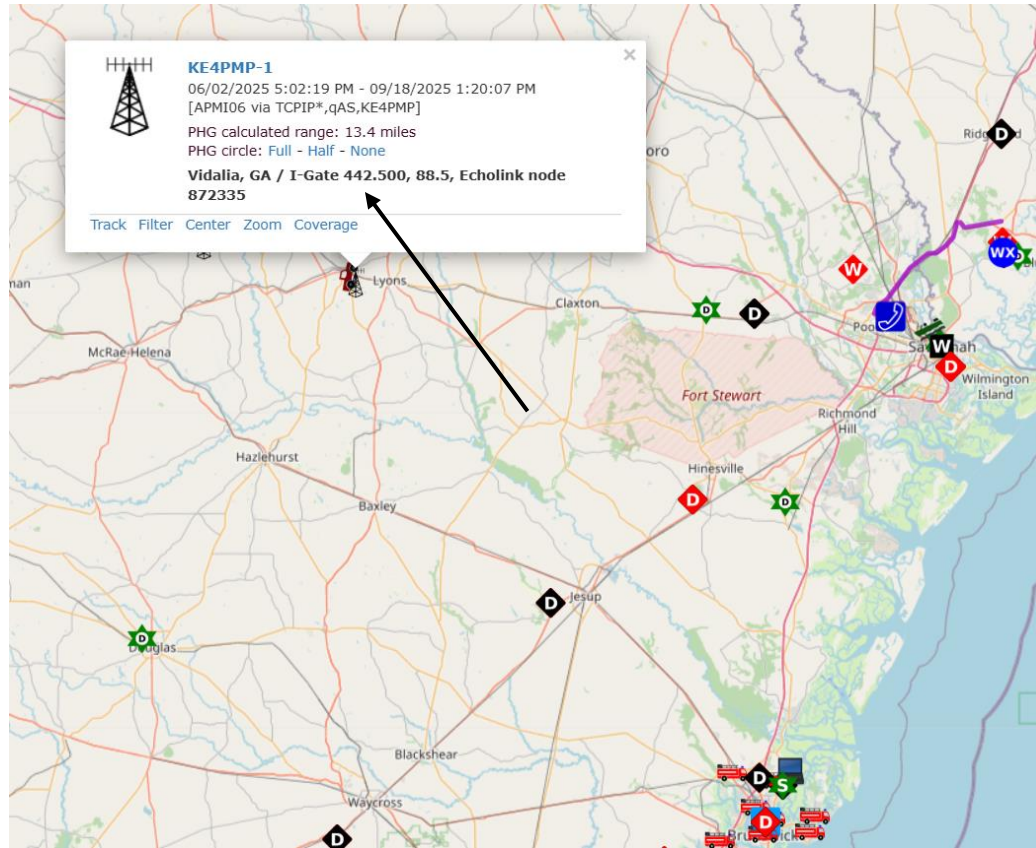 KE4PMP-1
×
06/02/2025 5:02:19 PM - 09/18/2025 1:20:07 PM
[APMI06 via TCPIP*,qAS,KE4PMP]
PHG calculated range: 13.4 miles
PHG circle: Full - Half - None
Vidalia, GA / I-Gate 442.500, 88.5, Echolink node
872335
Track Filter Center Zoom Coverage
D
WX
W
Lyons
Claxton
D
D
W
McRae-Helena
D
Wilmington
Island
Fort Stewart
Richmond
Hill
Hazlehurst
Hinesville
D
D
Baxley
D
Jesup
D
Blackshear
D
S
Waycross
D
D